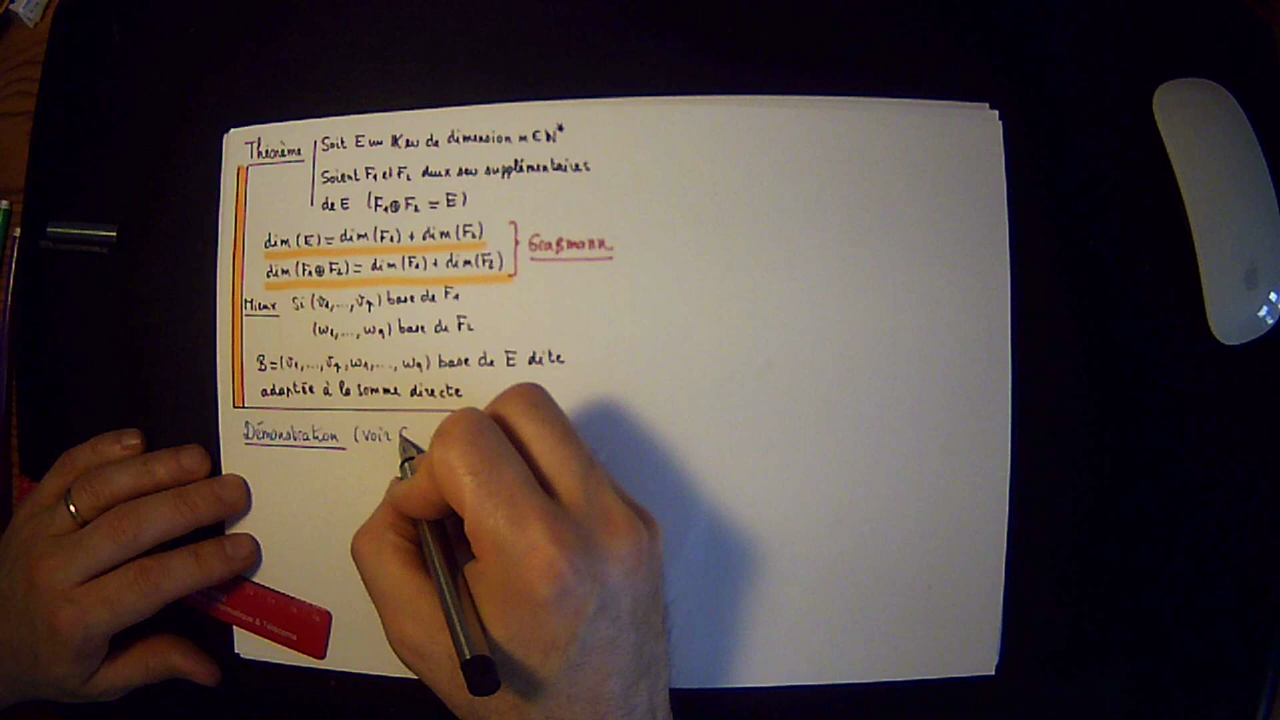 Théorème Soit E un K ev de dimension n ∈ N*
Soient F₁ et F₂ deux sev supplémentaires
de E (F₁ ⊕ F₂ = E)
dim (E) = dim (F₁) + dim (F₂)
dim (F₁ ⊕ F₂) = dim (F₁) + dim (F₂)
Graßmann
Mieux Si (v₁, ..., vₚ) base de F₁
(w₁, ..., w_q) base de F₂
B = (v₁, ..., vₚ, w₁, ..., w_q) base de E dite
adaptée à la somme directe
Démonstration (voir